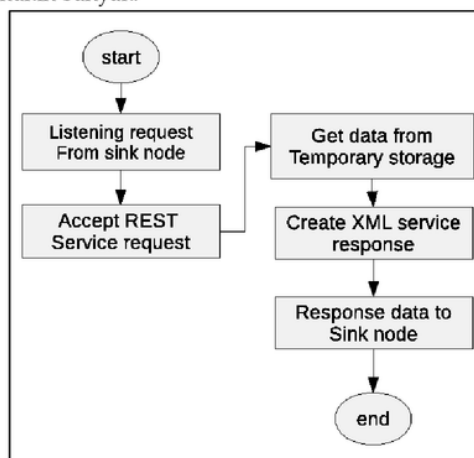 start
Listening request
From sink node
Accept REST
Service request
Get data from
Temporary storage
Create XML service
response
Response data to
Sink node
end